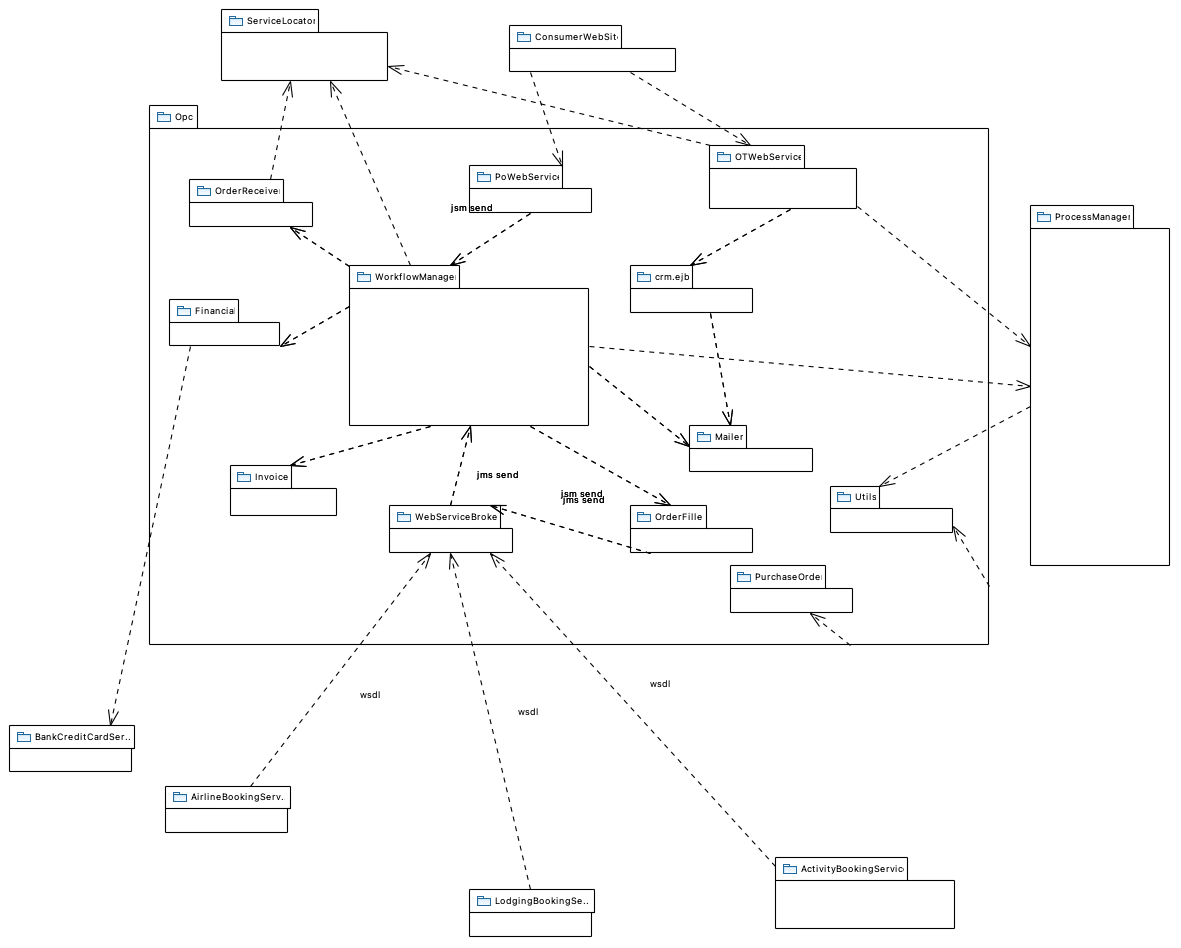 ServiceLocator
ConsumerWebSit
Opc
OTWebService
PoWebService
OrderReceive
jsm send
ProcessManager
WorkflowManage
crm.ejb
Financial
Mailer
Invoice
jms send
Utils
jsm send
jms send
WebServiceBroke
OrderFille
PurchaseOrde
wsdl
wsdl
wsdl
BankCreditCardSer..
AirlineBookingServ.
ActivityBookingServic
LodgingBookingSe..